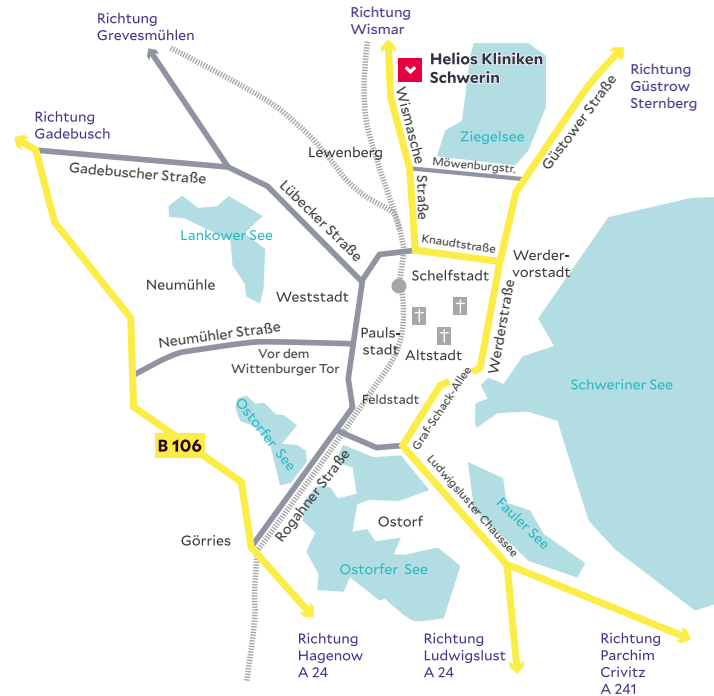 Richtung
Grevesmühlen
Richtung
Wismar
Helios Kliniken
Schwerin
Richtung
Güstrow
Sternberg
Richtung
Gadebusch
Ziegelsee
Güstower Straße
Wismasche Straße
Lewenberg
Möwenburgstr.
Gadebuscher Straße
Lübecker Straße
Lankower See
Knaudtstraße
Werder-
vorstadt
Schelfstadt
Neumühle
Weststadt
Werderstraße
Neumühler Straße
Pauls-
stadt
Altstadt
Vor dem
Wittenburger Tor
Schweriner See
Feldstadt
Graf-Schack-Allee
Ostorfer See
B 106
Rogahner Straße
Ludwigsluster Chaussee
Ostorf
Fauler See
Görries
Ostorfer See
Richtung
Hagenow
A 24
Richtung
Ludwigslust
A 24
Richtung
Parchim
Crivitz
A 241